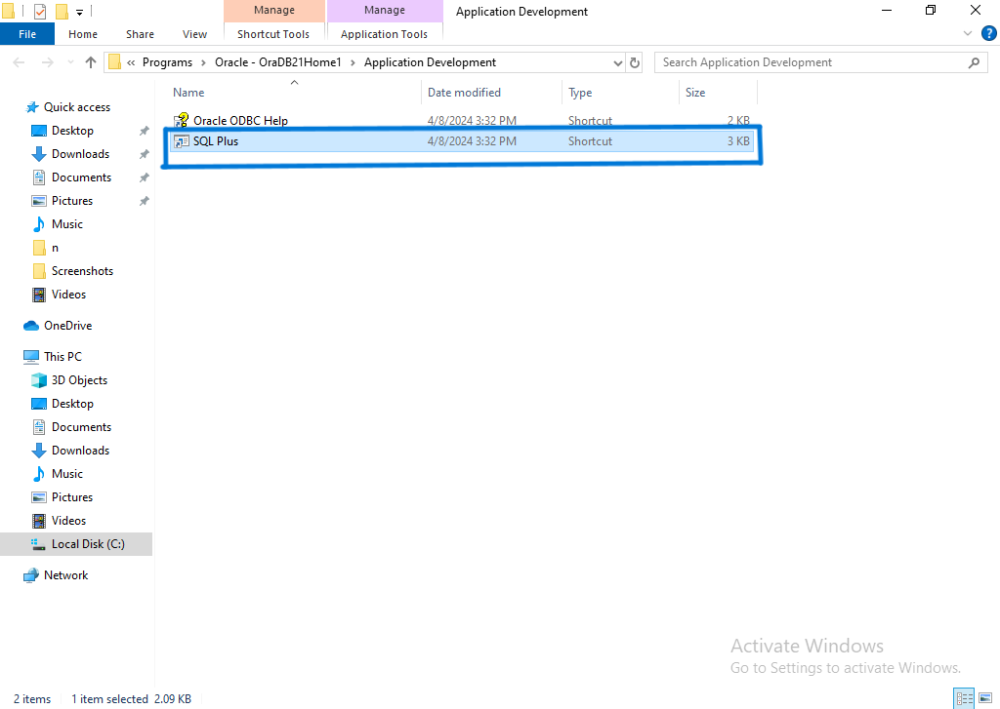 Manage Manage Application Development
File Home Share View Shortcut Tools Application Tools
« Programs > Oracle - OraDB21Home1 > Application Development Search Application Development
Name Date modified Type Size
Oracle ODBC Help 4/8/2024 3:32 PM Shortcut 2 KB
SQL Plus 4/8/2024 3:32 PM Shortcut 3 KB
Quick access
Desktop
Downloads
Documents
Pictures
Music
n
Screenshots
Videos
OneDrive
This PC
3D Objects
Desktop
Documents
Downloads
Music
Pictures
Videos
Local Disk (C:)
Network
Activate Windows
Go to Settings to activate Windows.
2 items 1 item selected 2.09 KB